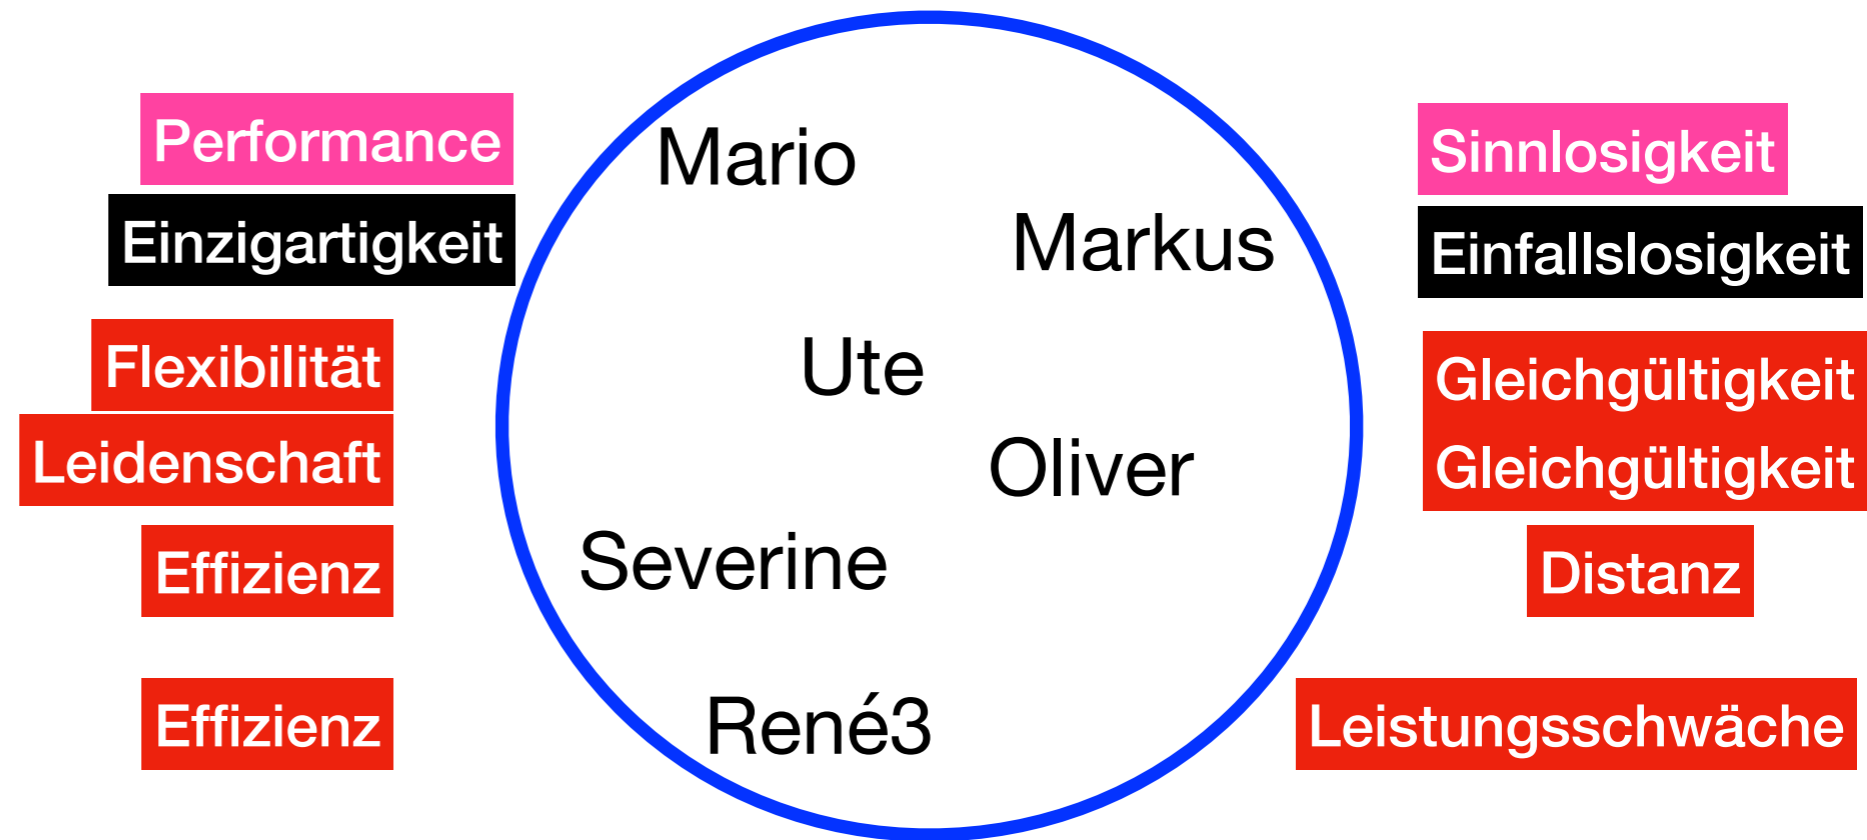 Performance
Mario
Sinnlosigkeit
Einzigartigkeit
Markus
Einfallslosigkeit
Flexibilität
Ute
Gleichgültigkeit
Leidenschaft
Oliver
Gleichgültigkeit
Effizienz
Severine
Distanz
Effizienz
René3
Leistungsschwäche